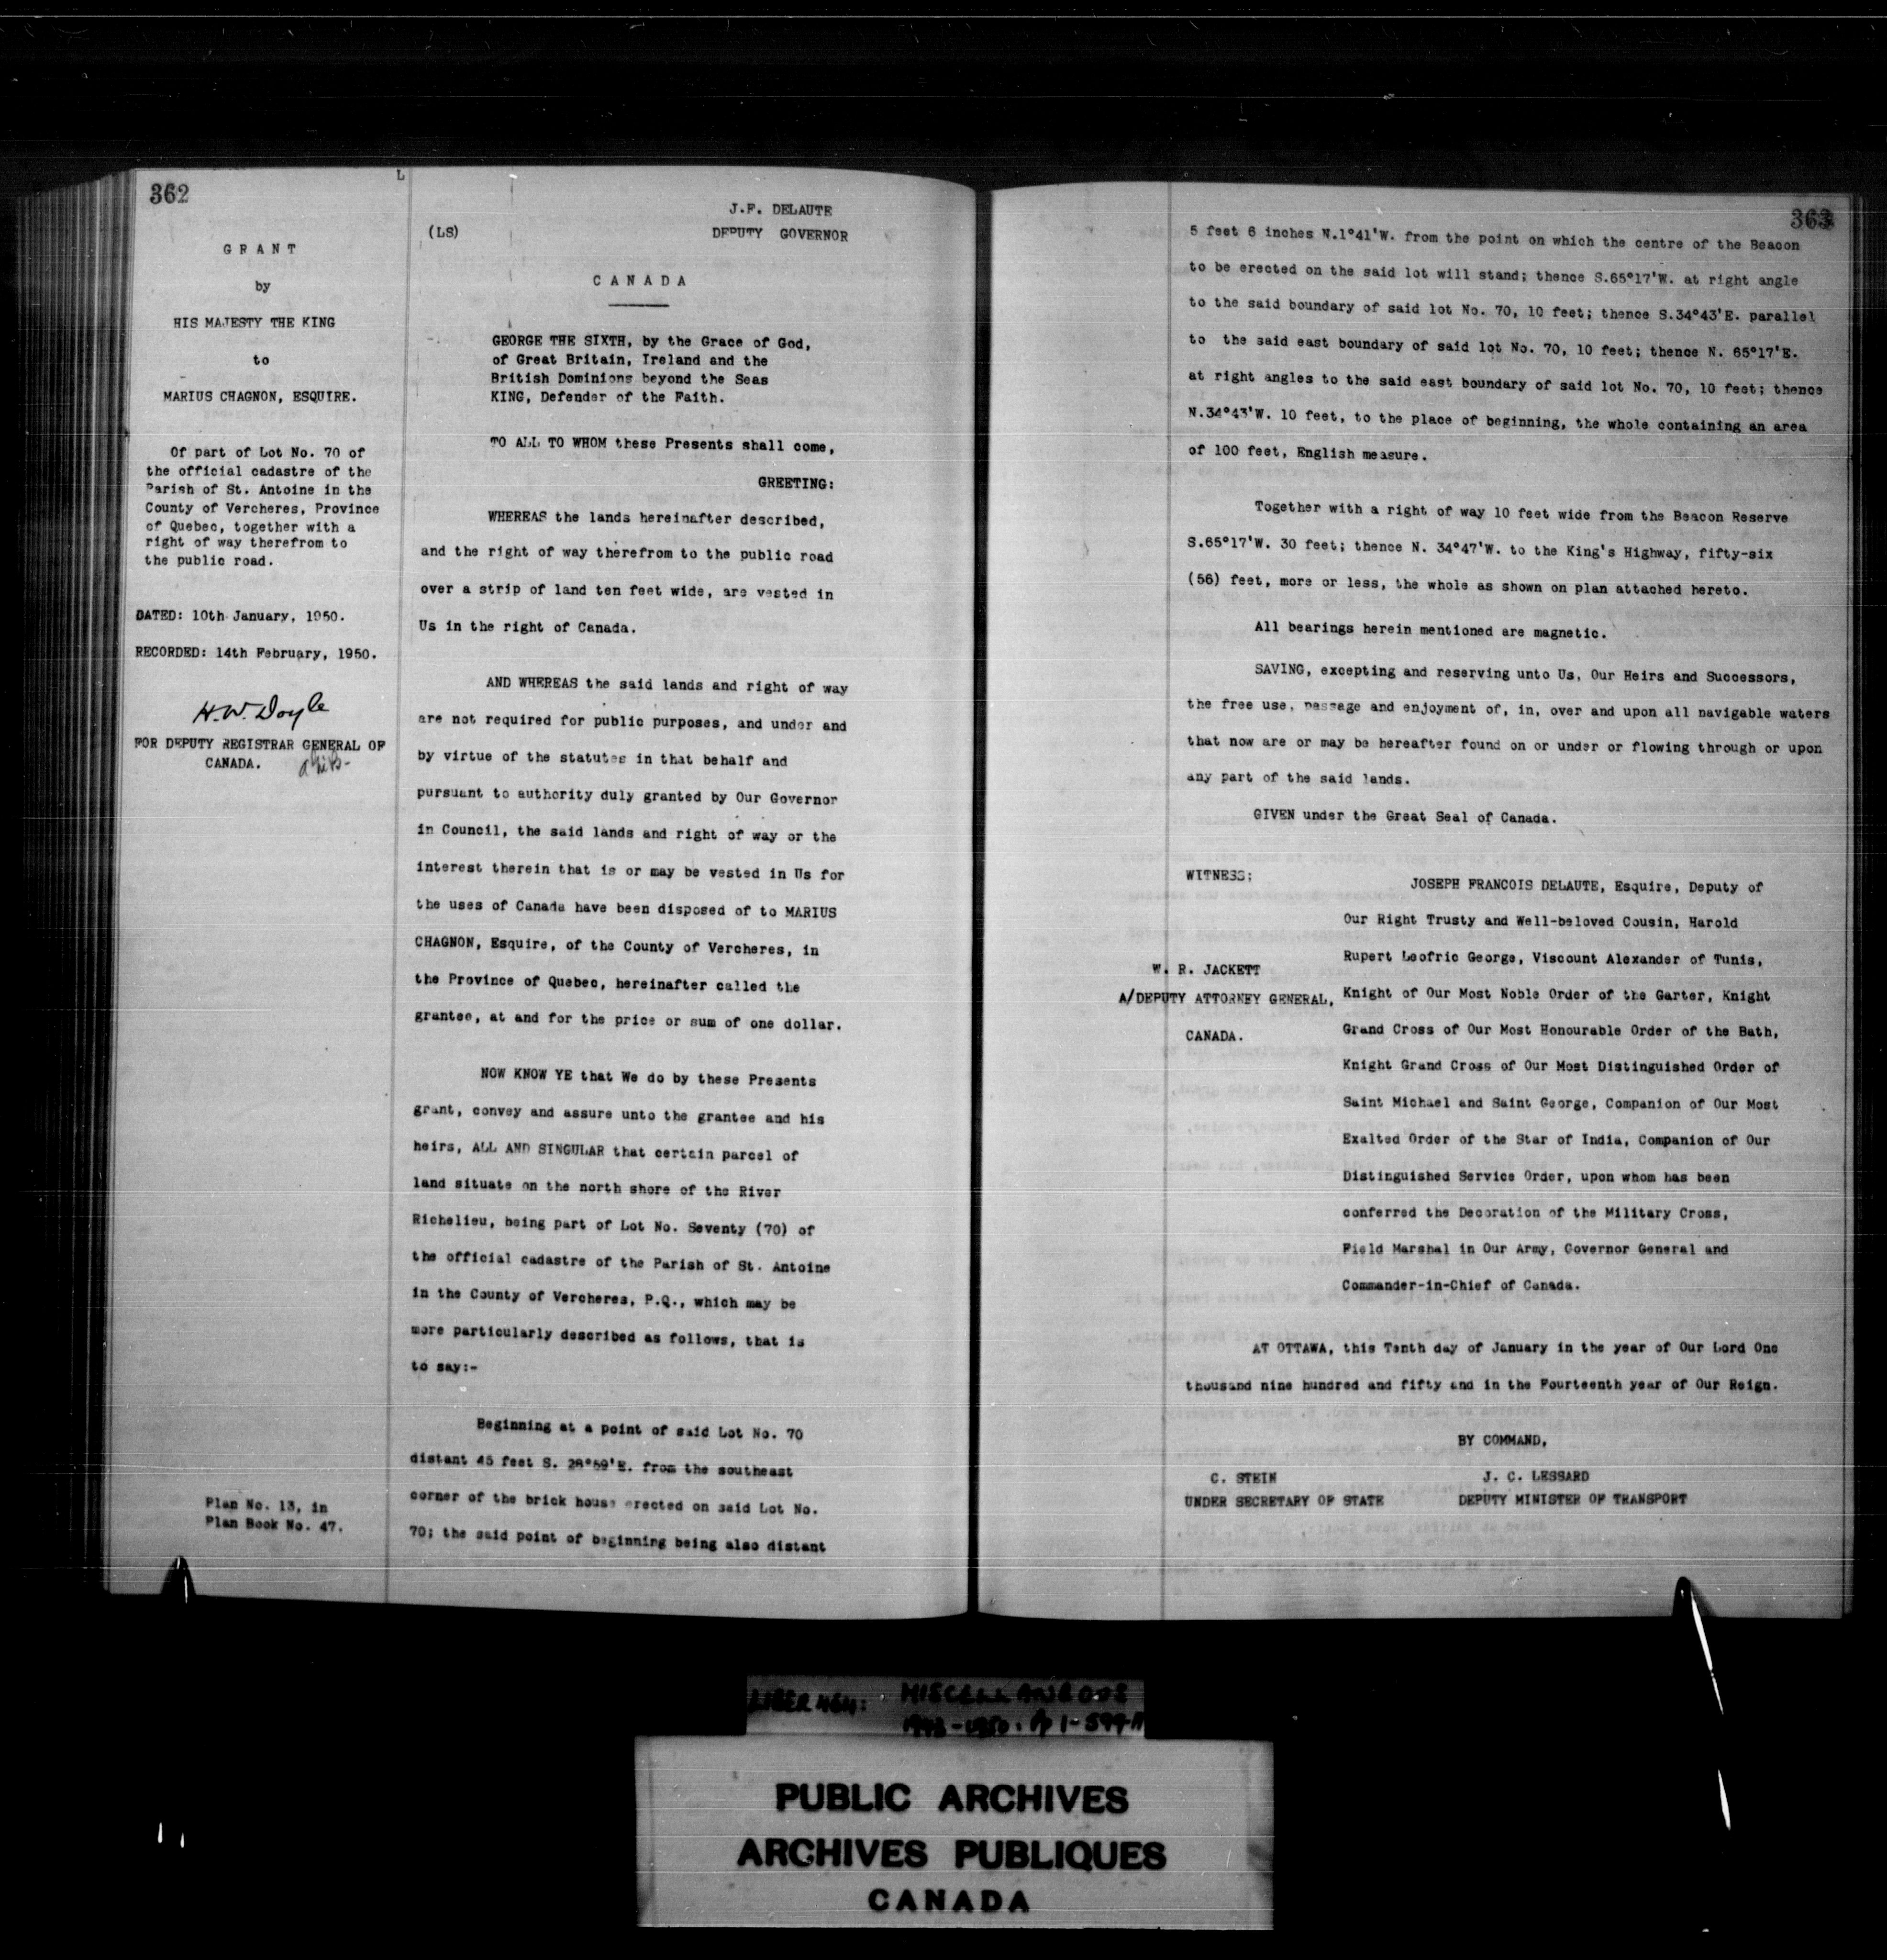 362
L
G R A N T
by
HIS MAJESTY THE KING
to
MARIUS CHAGNON, ESQUIRE.
Of part of Lot No. 70 of
the official cadastre of the
Parish of St. Antoine in the
County of Vercheres, Province
of Quebec, together with a
right of way therefrom to
the public road.
DATED: 10th January, 1950.
RECORDED: 14th February, 1950.
H.W. Doyle
FOR DEPUTY REGISTRAR GENERAL OF
CANADA.
Plan No. 13, in
Plan Book No. 47.
J.F. DELAUTE
(LS) DEPUTY GOVERNOR
C A N A D A
GEORGE THE SIXTH, by the Grace of God,
of Great Britain, Ireland and the
British Dominions beyond the Seas
KING, Defender of the Faith.
TO ALL TO WHOM these Presents shall come,
GREETING:
WHEREAS the lands hereinafter described,
and the right of way therefrom to the public road
over a strip of land ten feet wide, are vested in
Us in the right of Canada.
AND WHEREAS the said lands and right of way
are not required for public purposes, and under and
by virtue of the statutes in that behalf and
pursuant to authority duly granted by Our Governor
in Council, the said lands and right of way or the
interest therein that is or may be vested in Us for
the uses of Canada have been disposed of to MARIUS
CHAGNON, Esquire, of the County of Vercheres, in
the Province of Quebec, hereinafter called the
grantee, at and for the price or sum of one dollar.
NOW KNOW YE that We do by these Presents
grant, convey and assure unto the grantee and his
heirs, ALL AND SINGULAR that certain parcel of
land situate on the north shore of the River
Richelieu, being part of Lot No. Seventy (70) of
the official cadastre of the Parish of St. Antoine
in the County of Vercheres, P.Q., which may be
more particularly described as follows, that is
to say:-
Beginning at a point of said Lot No. 70
distant 45 feet S. 28°59'E. from the southeast
corner of the brick house erected on said Lot No.
70; the said point of beginning being also distant
363
5 feet 6 inches N.1°41'W. from the point on which the centre of the Beacon
to be erected on the said lot will stand; thence S.65°17'W. at right angle
to the said boundary of said lot No. 70, 10 feet; thence S.34°43'E. parallel
to the said east boundary of said lot No. 70, 10 feet; thence N. 65°17'E.
at right angles to the said east boundary of said lot No. 70, 10 feet; thence
N.34°43'W. 10 feet, to the place of beginning, the whole containing an area
of 100 feet, English measure.
Together with a right of way 10 feet wide from the Beacon Reserve
S.65°17'W. 30 feet; thence N. 34°47'W. to the King's Highway, fifty-six
(56) feet, more or less, the whole as shown on plan attached hereto.
All bearings herein mentioned are magnetic.
SAVING, excepting and reserving unto Us, Our Heirs and Successors,
the free use, passage and enjoyment of, in, over and upon all navigable waters
that now are or may be hereafter found on or under or flowing through or upon
any part of the said lands.
GIVEN under the Great Seal of Canada.
WITNESS:
W. R. JACKETT
A/DEPUTY ATTORNEY GENERAL,
CANADA.
JOSEPH FRANCOIS DELAUTE, Esquire, Deputy of
Our Right Trusty and Well-beloved Cousin, Harold
Rupert Leofric George, Viscount Alexander of Tunis,
Knight of Our Most Noble Order of the Garter, Knight
Grand Cross of Our Most Honourable Order of the Bath,
Knight Grand Cross of Our Most Distinguished Order of
Saint Michael and Saint George, Companion of Our Most
Exalted Order of the Star of India, Companion of Our
Distinguished Service Order, upon whom has been
conferred the Decoration of the Military Cross,
Field Marshal in Our Army, Governor General and
Commander-in-Chief of Canada.
AT OTTAWA, this Tenth day of January in the year of Our Lord One
thousand nine hundred and fifty and in the Fourteenth year of Our Reign.
BY COMMAND,
C. STEIN J. C. LESSARD
UNDER SECRETARY OF STATE DEPUTY MINISTER OF TRANSPORT
LIBER 464: MISCELLANEOUS
PUBLIC ARCHIVES
ARCHIVES PUBLIQUES
CANADA